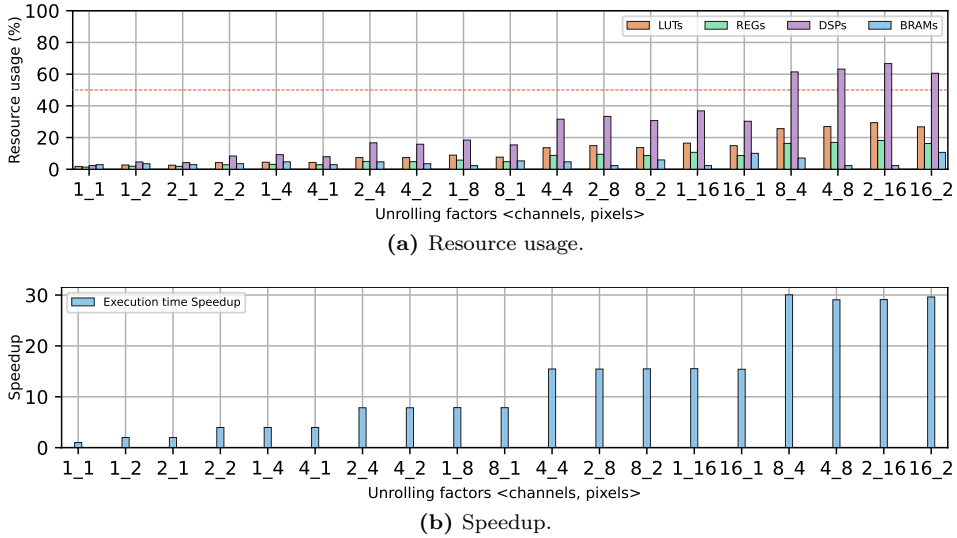 100
80
60
40
20
0
Resource usage (%)
LUTs REGs DSPs BRAMs
1_1 1_2 2_1 2_2 1_4 4_1 2_4 4_2 1_8 8_1 4_4 2_8 8_2 1_16 16_1 8_4 4_8 2_16 16_2
Unrolling factors <channels, pixels>
(a) Resource usage.
30
20
10
0
Speedup
Execution time Speedup
1_1 1_2 2_1 2_2 1_4 4_1 2_4 4_2 1_8 8_1 4_4 2_8 8_2 1_16 16_1 8_4 4_8 2_16 16_2
Unrolling factors <channels, pixels>
(b) Speedup.